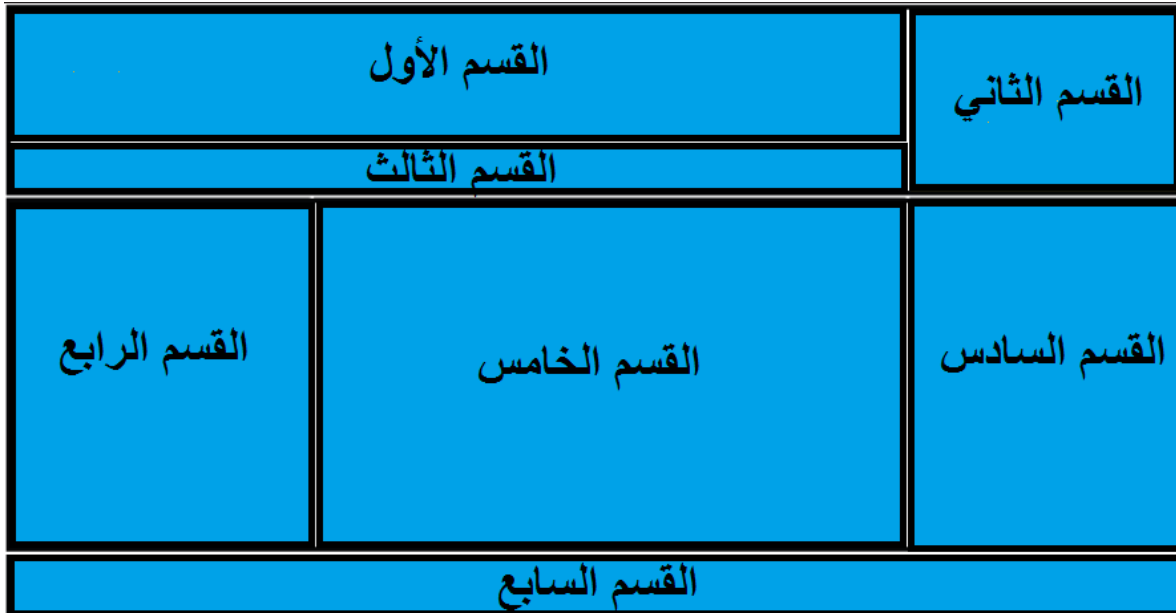 القسم الأول
القسم الثاني
القسم الثالث
القسم الرابع
القسم الخامس
القسم السادس
القسم السابع